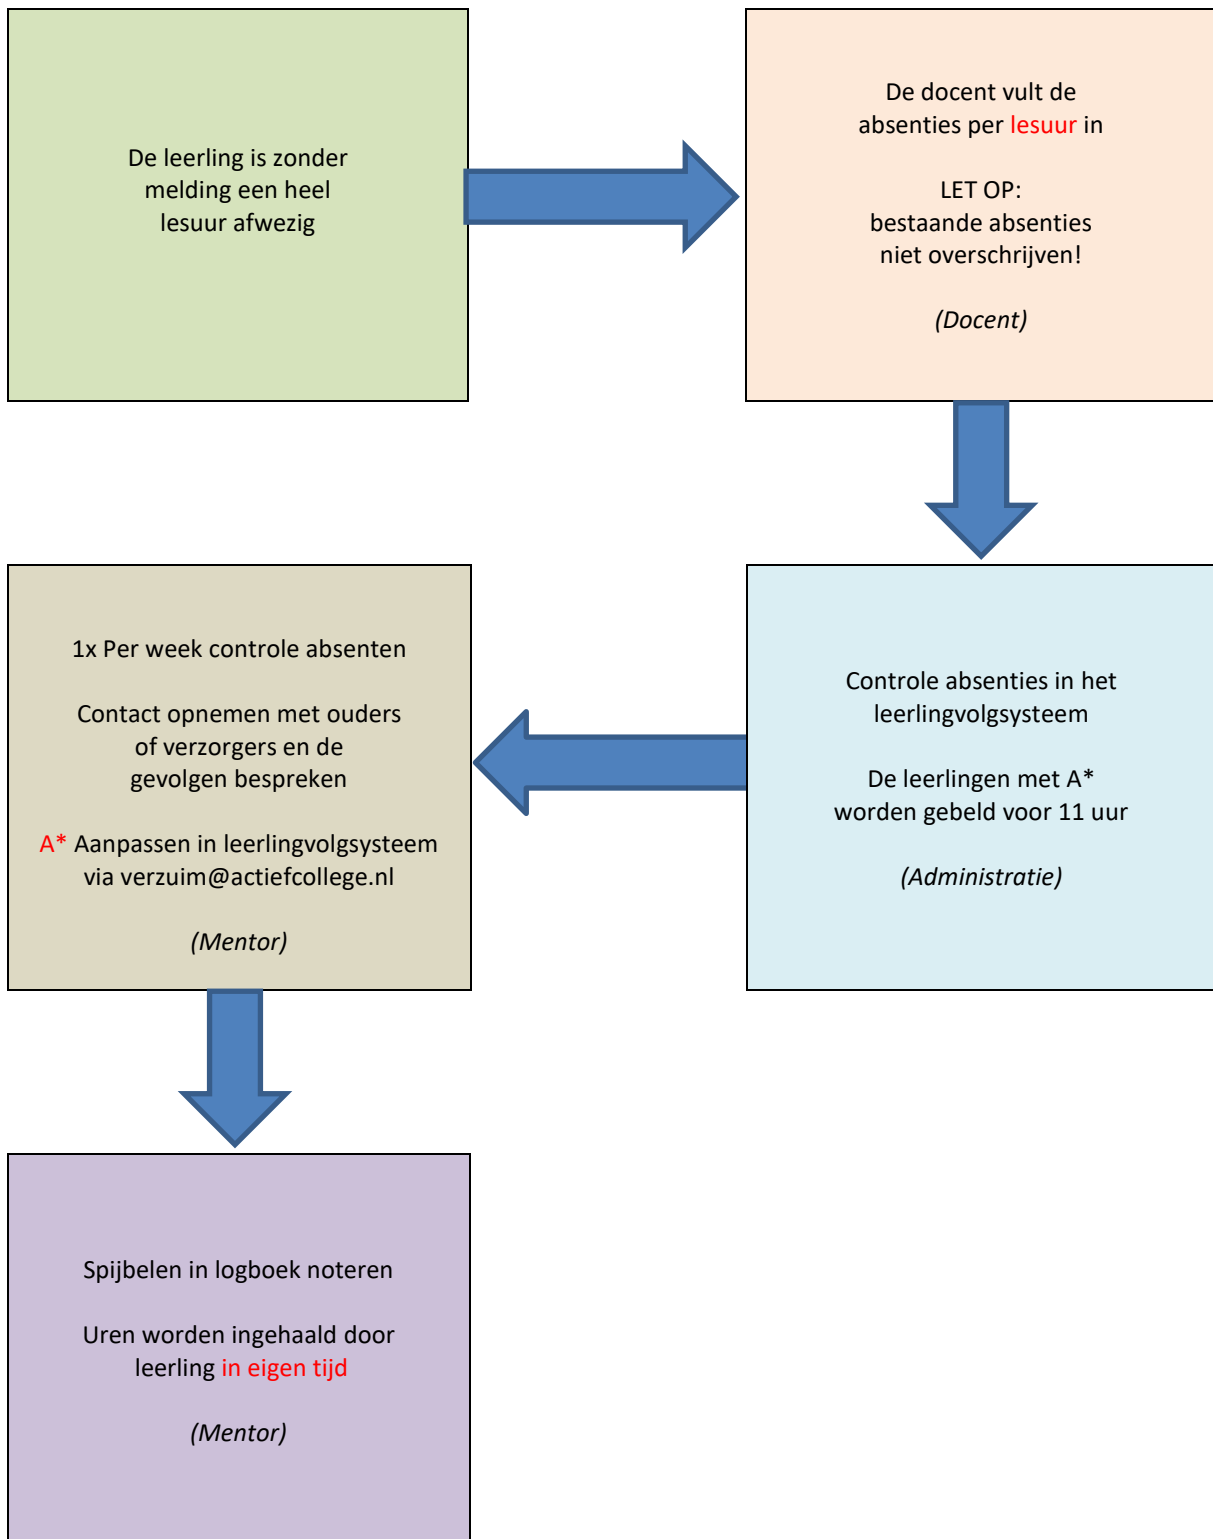 De leerling is zonder
melding een heel
lesuur afwezig
De docent vult de
absenties per lesuur in
LET OP:
bestaande absenties
niet overschrijven!
(Docent)
Controle absenties in het
leerlingvolgsysteem
De leerlingen met A*
worden gebeld voor 11 uur
(Administratie)
1x Per week controle absenten
Contact opnemen met ouders
of verzorgers en de
gevolgen bespreken
A* Aanpassen in leerlingvolgsysteem
via verzuim@actiefcollege.nl
(Mentor)
Spijbelen in logboek noteren
Uren worden ingehaald door
leerling in eigen tijd
(Mentor)